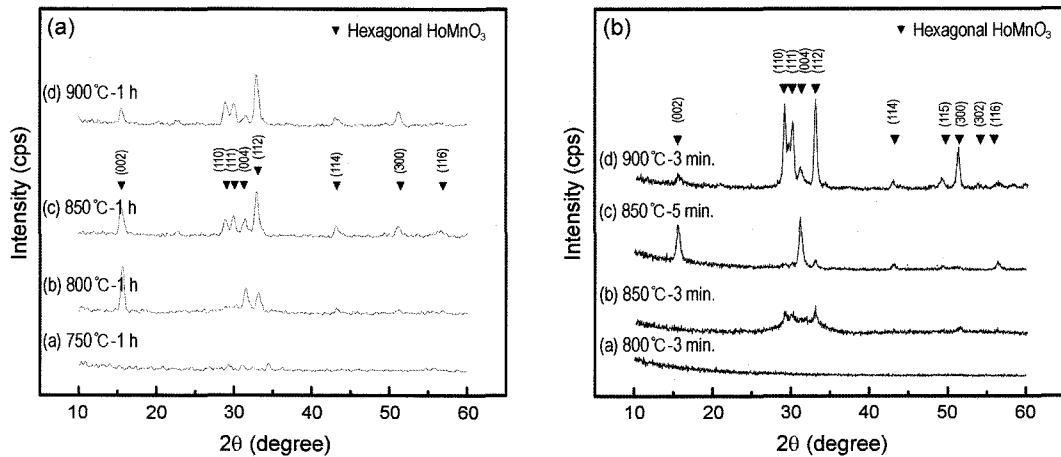 (a)
▼ Hexagonal HoMnO₃
(d) 900℃-1 h
(002)
(110)
(111)
(004)
(112)
(114)
(300)
(116)
(c) 850℃-1 h
(b) 800℃-1 h
(a) 750℃-1 h
Intensity (cps)
10 20 30 40 50 60
2θ (degree)
(b)
▼ Hexagonal HoMnO₃
(002)
(110)
(111)
(004)
(112)
(114)
(115)
(300)
(302)
(116)
(d) 900℃-3 min.
(c) 850℃-5 min.
(b) 850℃-3 min.
(a) 800℃-3 min.
Intensity (cps)
10 20 30 40 50 60
2θ (degree)